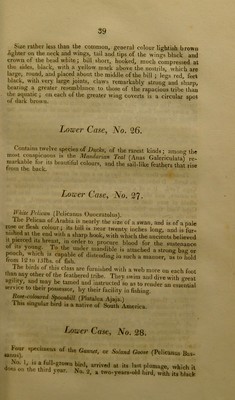 39
Size rather less than the common, general colour lightish brown
lighter on the neck and wings, tail and tips of the wings black and
crown of the head white; bill short, hooked, much compressed at
the sides, black, with a yellow mark above the nostrils, which are
large, round, and placed about the middle of the bill; legs red, feet
black, with very large joints, claws remarkably strong and sharp,
bearing a greater resemblance to those of the rapacious tribe than
the aquatic; on each of the greater wing coverts is a circular spot
of dark brown.
Lower Case, No. 26.
Contains twelve species of Ducks, of the rarest kinds; among the
most conspicuous is the Mandarian Teal (Anas Galericulata) re-
markable for its beautiful colours, and the sail-like feathers that rise
from the back.
Lower Case, No. 27.
White Pelican (Pelicanus Onocratulus).
The Pelican of Arabia is nearly the size of a swan, and is of a pale
rose or flesh colour; its bill is near twenty inches long, and is fur-
nished at the end with a sharp hook, with which the ancients believed
it pierced its breast, in order to procure blood for the sustenance
of its young. To the under mandible is attached a strong bag or
pouch, which is capable of distending in such a manner, as to hold
from 12 to 15lbs. of fish.
The birds of this class are furnished with a web more on each foot
than any other of the feathered tribe. They swim and dive with great
agility, and may be tamed and instructed so as to render an essential
service to their possessor, by their facility in fishing.
Rose-coloured Spoonbill (Platalea Ajaja.)
This singular bird is a native of South America.
Lower Case, No. 28.
Four specimens of the Gannet, or Soland Goose (Pelicanus Bas-
sanus).
No. 1, is a full-grown bird, arrived at its last plumage, which it
does on the third year. No. 2, a two-years-old bird, with its black